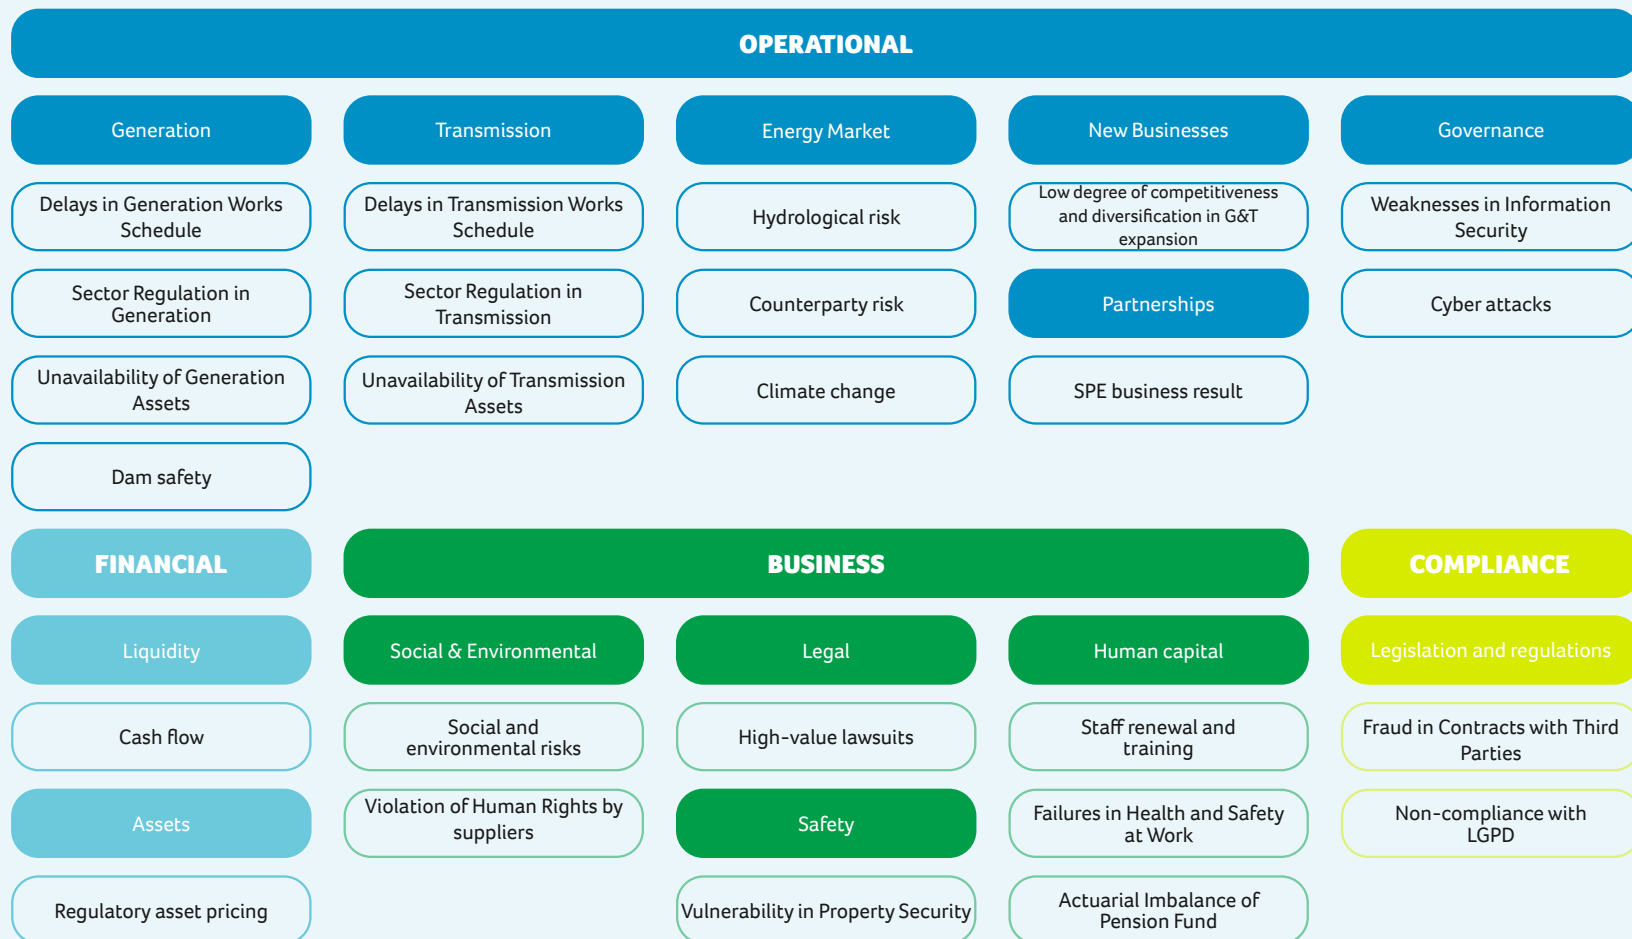 OPERATIONAL
Generation
Transmission
Energy Market
New Businesses
Governance
Delays in Generation Works
Schedule
Delays in Transmission Works
Schedule
Hydrological risk
Low degree of competitiveness
and diversification in G&T
expansion
Weaknesses in Information
Security
Sector Regulation in
Generation
Sector Regulation in
Transmission
Counterparty risk
Partnerships
Cyber attacks
Unavailability of Generation
Assets
Unavailability of Transmission
Assets
Climate change
SPE business result
Dam safety
FINANCIAL
BUSINESS
COMPLIANCE
Liquidity
Social & Environmental
Legal
Human capital
Legislation and regulations
Cash flow
Social and
environmental risks
High-value lawsuits
Staff renewal and
training
Fraud in Contracts with Third
Parties
Assets
Violation of Human Rights by
suppliers
Safety
Failures in Health and Safety
at Work
Non-compliance with
LGPD
Regulatory asset pricing
Vulnerability in Property Security
Actuarial Imbalance of
Pension Fund